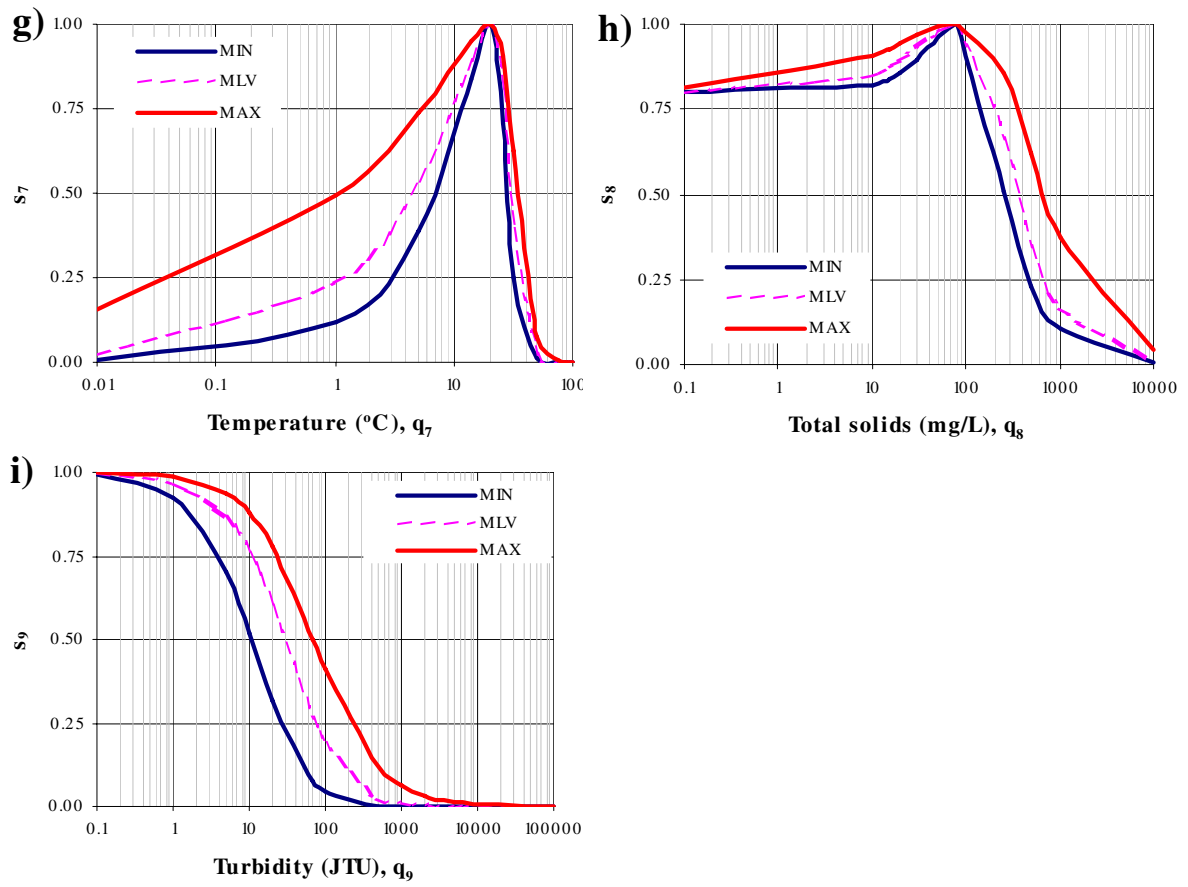 g)
1.00
0.75
0.50
0.25
0.00
s7
MIN
MLV
MAX
0.01 0.1 1 10 100
Temperature (ºC), q7
h)
1.00
0.75
0.50
0.25
0.00
s8
MIN
MLV
MAX
0.1 1 10 100 1000 10000
Total solids (mg/L), q8
i)
1.00
0.75
0.50
0.25
0.00
s9
MIN
MLV
MAX
0.1 1 10 100 1000 10000 100000
Turbidity (JTU), q9